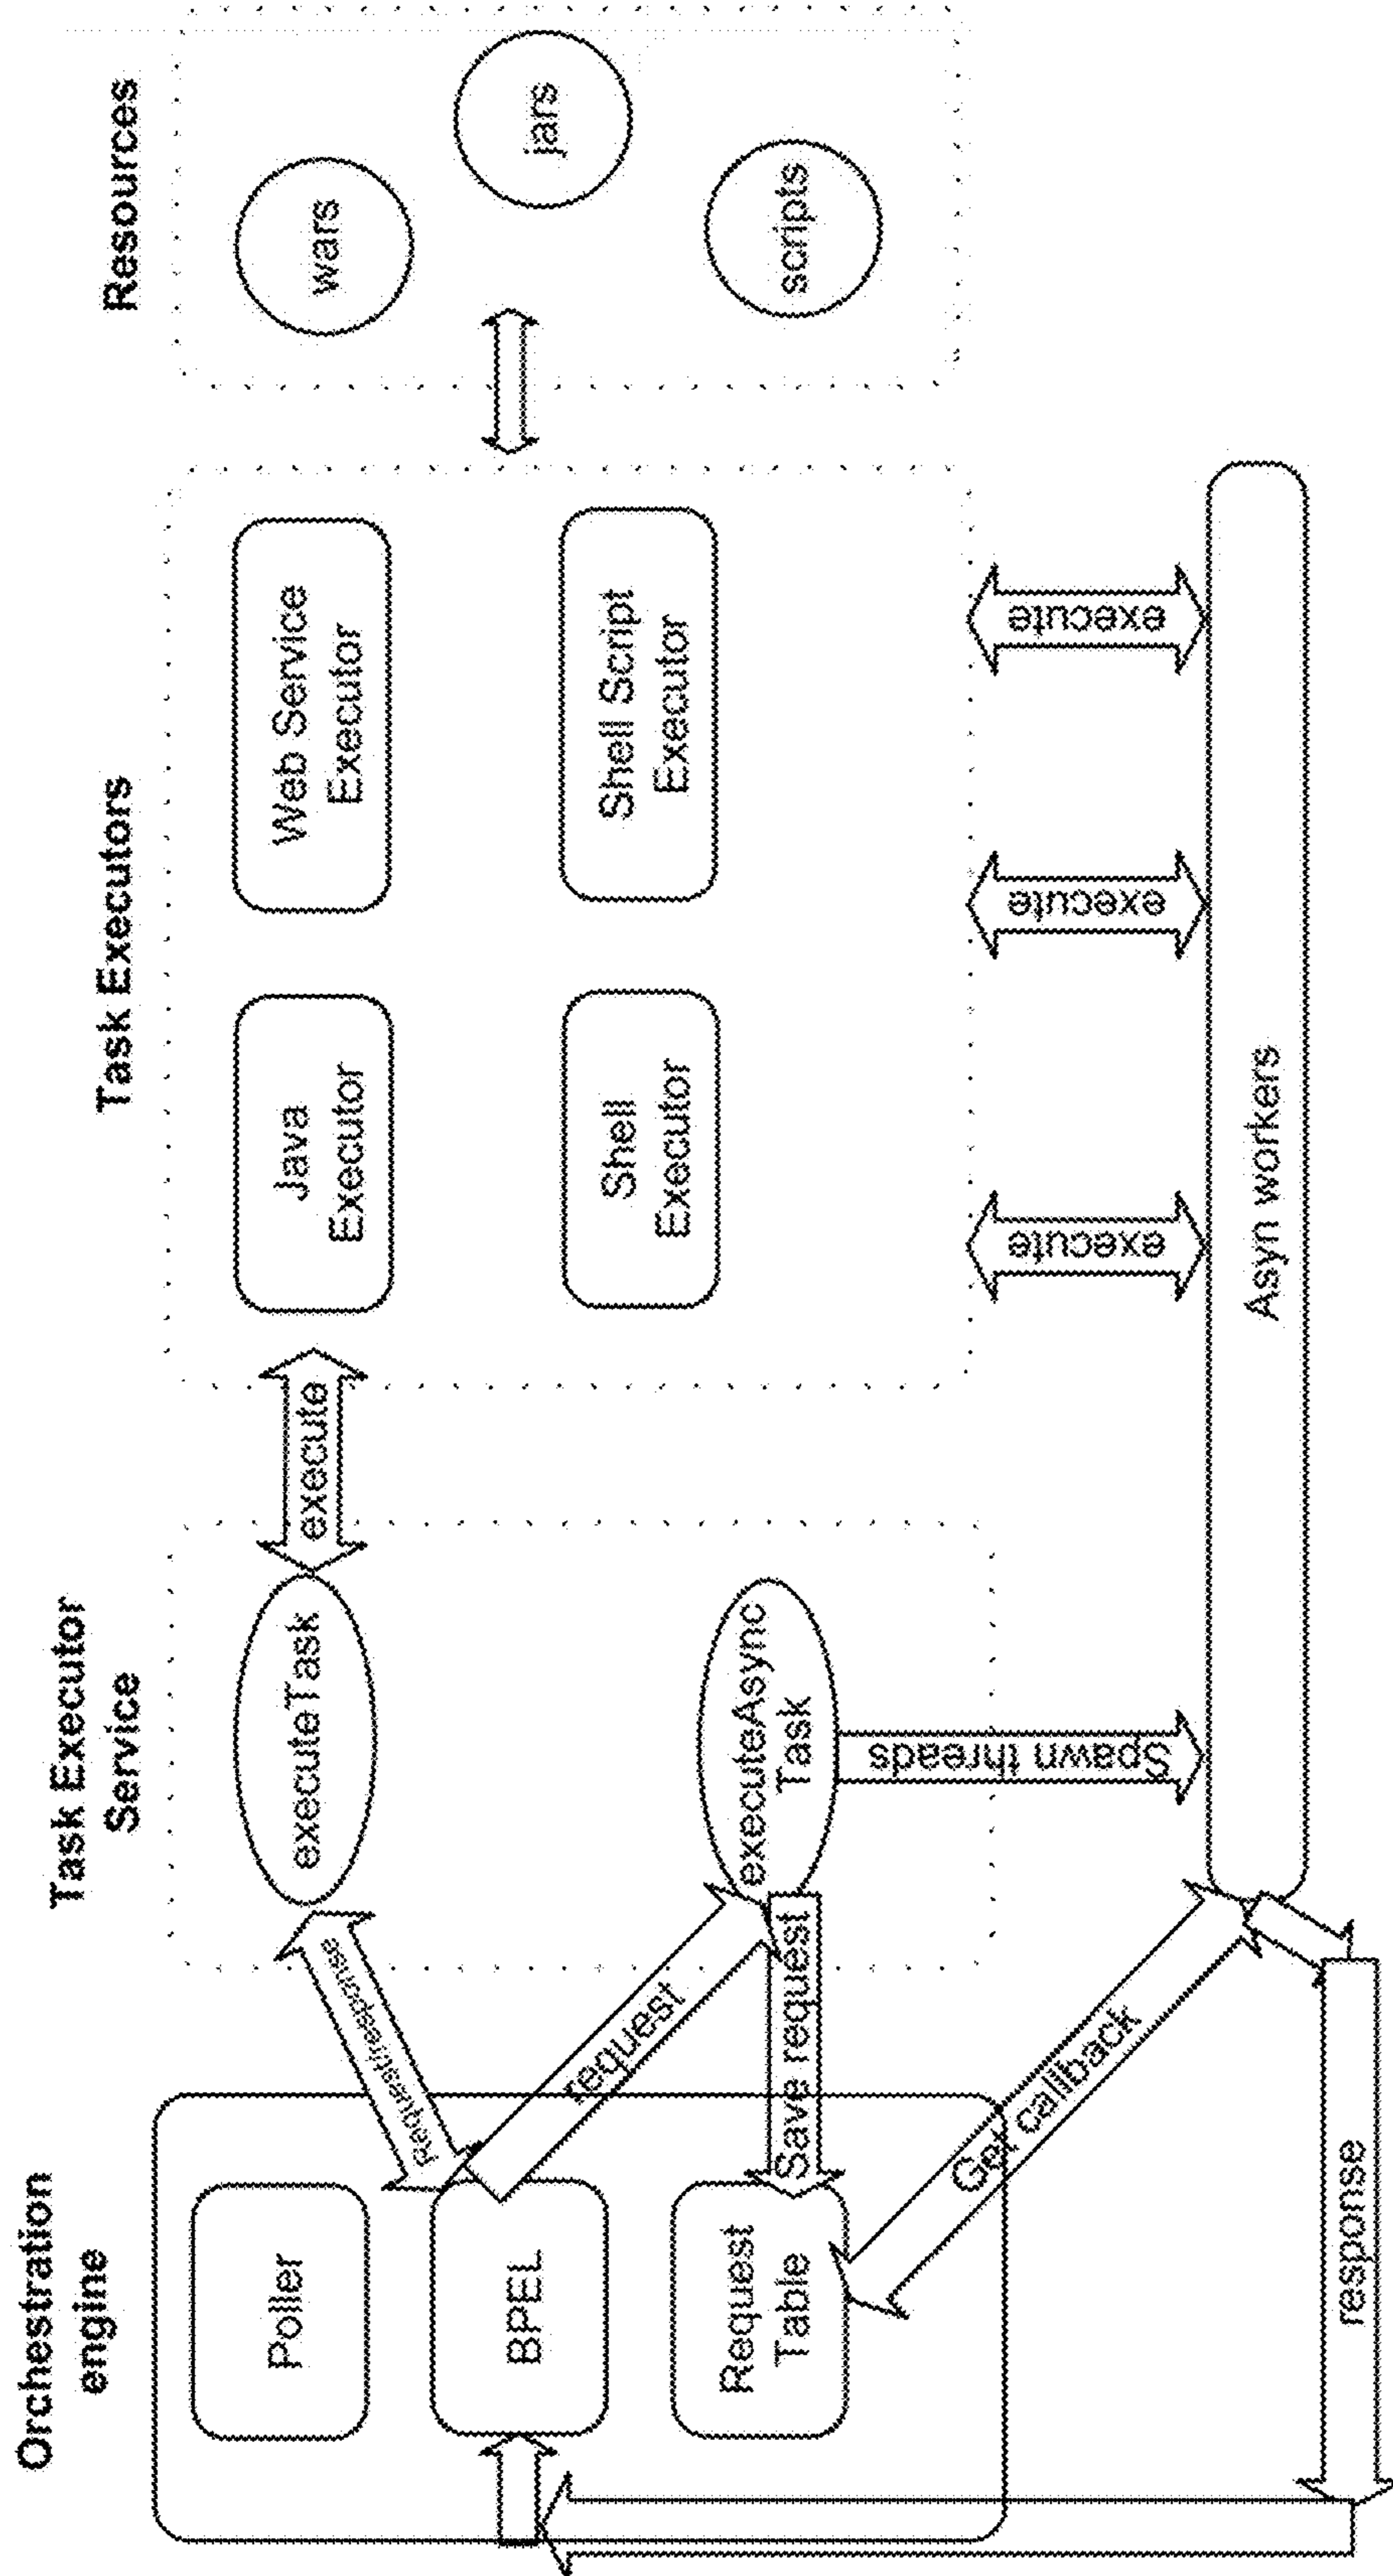 Orchestration
engine
Poller
BPEL
Request
Table
Request/response
request
Save request
Get callback
response
Task Executor
Service
executeTask
executeAsync
Task
Spawn threads
execute
Task Executors
Java
Executor
Web Service
Executor
Shell
Executor
Shell Script
Executor
execute
execute
execute
Asyn workers
Resources
wars
jars
scripts